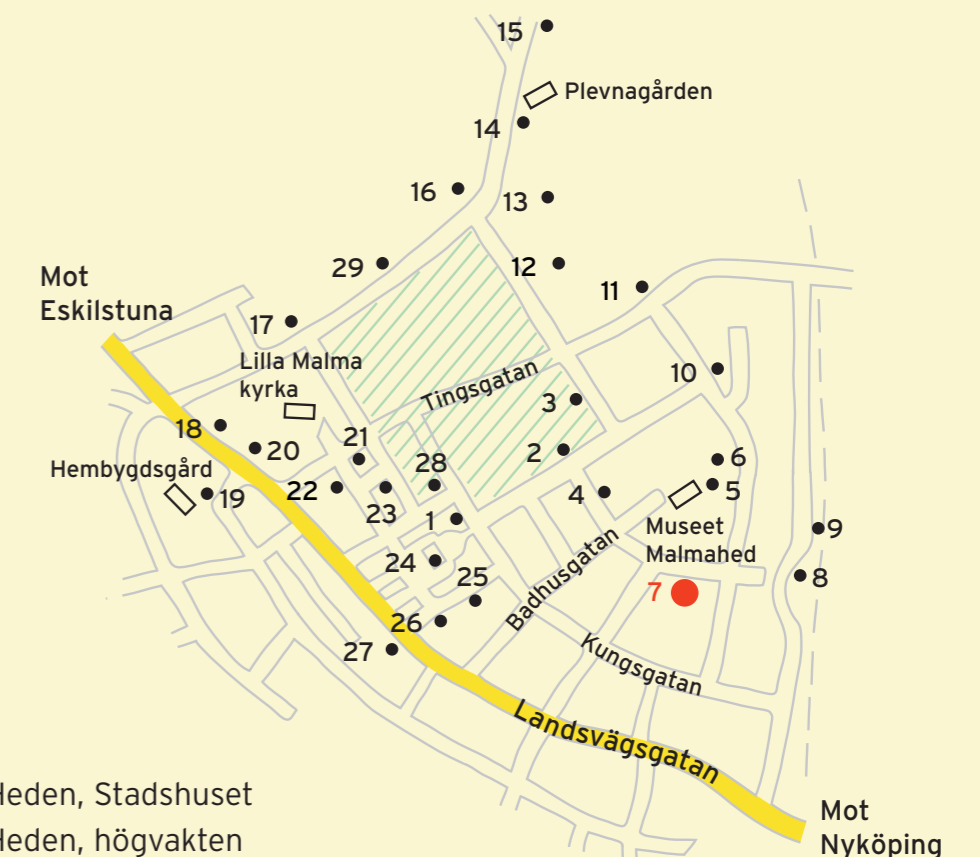 15
Plevnagården
14
16
13
29
12
11
Mot
Eskilstuna
17
Lilla Malma
kyrka
Tingsgatan
10
3
18
21
20
2
6
Hembygdsgård
28
22
19
23
4
5
1
Museet
Malmahed
9
24
25
Badhusgatan
7
8
26
27
Kungsgatan
Landsvägsgatan
Heden, Stadshuset
Heden, högvakten
Mot
Nyköping